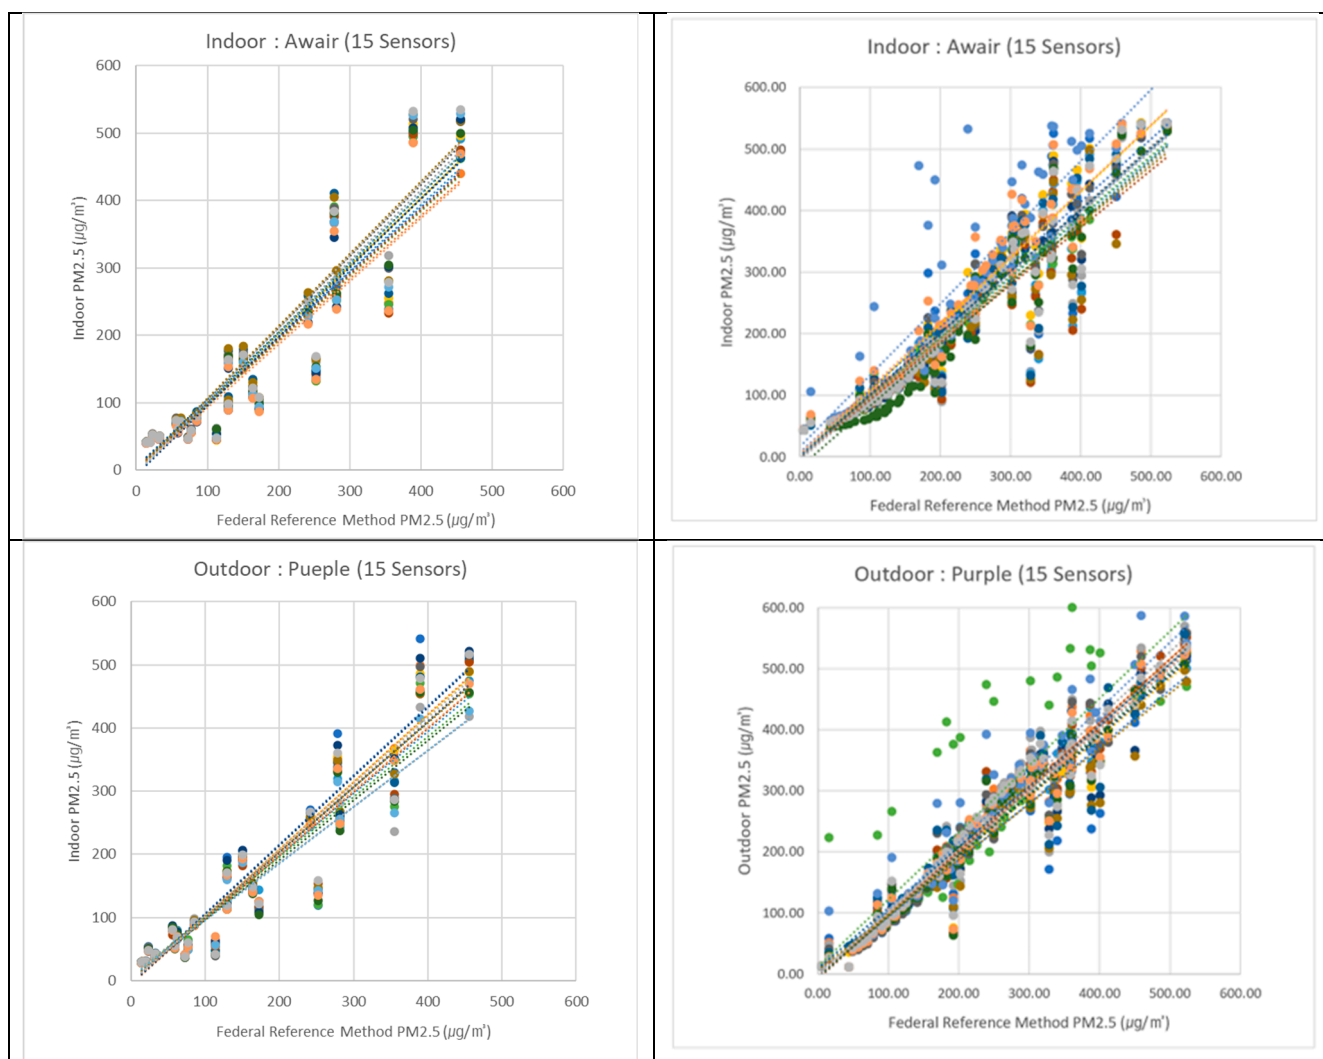 Indoor : Awair (15 Sensors)
600
500
400
300
200
100
0
Indoor PM2.5 (µg/m³)
0 100 200 300 400 500 600
Federal Reference Method PM2.5 (µg/m³)
Indoor : Awair (15 Sensors)
600.00
500.00
400.00
300.00
200.00
100.00
0.00
Indoor PM2.5 (µg/m³)
0.00 100.00 200.00 300.00 400.00 500.00 600.00
Federal Reference Method PM2.5 (µg/m³)
Outdoor : Pueple (15 Sensors)
600
500
400
300
200
100
0
Indoor PM2.5 (µg/m³)
0 100 200 300 400 500 600
Federal Reference Method PM2.5 (µg/m³)
Outdoor : Purple (15 Sensors)
600.00
500.00
400.00
300.00
200.00
100.00
0.00
Outdoor PM2.5 (µg/m³)
0.00 100.00 200.00 300.00 400.00 500.00 600.00
Federal Reference Method PM2.5 (µg/m³)